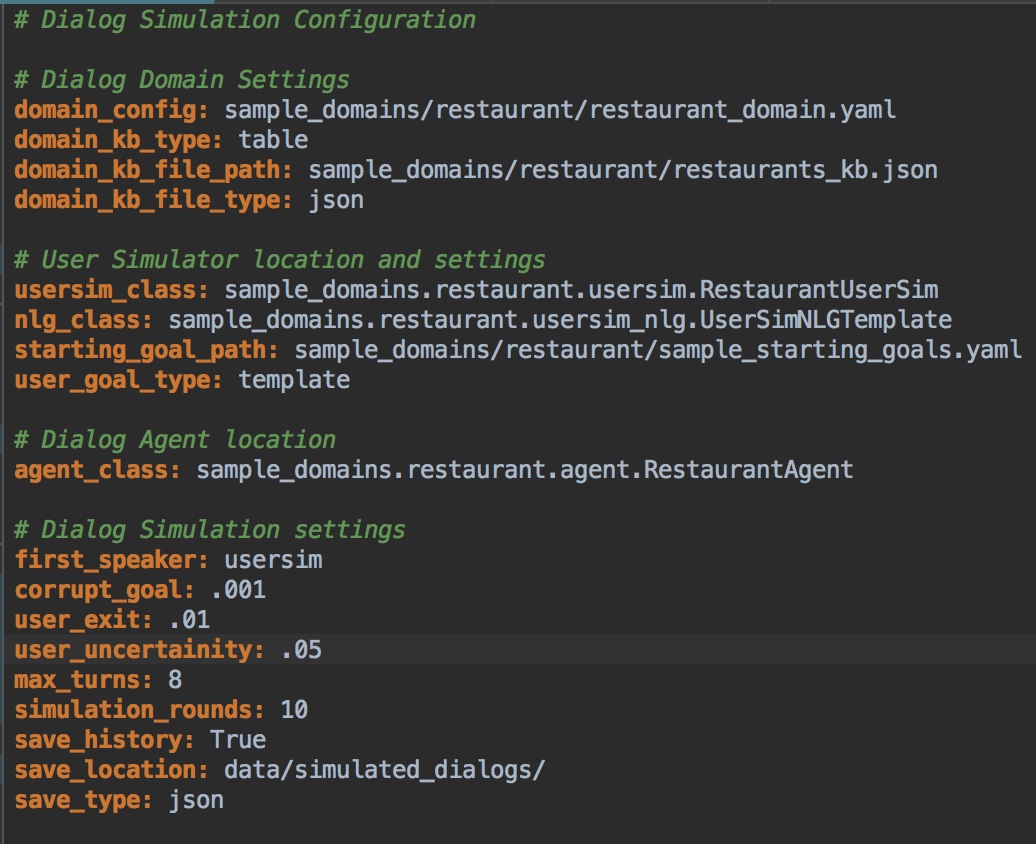 # Dialog Simulation Configuration
# Dialog Domain Settings
domain_config: sample_domains/restaurant/restaurant_domain.yaml
domain_kb_type: table
domain_kb_file_path: sample_domains/restaurant/restaurants_kb.json
domain_kb_file_type: json
# User Simulator location and settings
usersim_class: sample_domains.restaurant.usersim.RestaurantUserSim
nlg_class: sample_domains.restaurant.usersim_nlg.UserSimNLGTemplate
starting_goal_path: sample_domains/restaurant/sample_starting_goals.yaml
user_goal_type: template
# Dialog Agent location
agent_class: sample_domains.restaurant.agent.RestaurantAgent
# Dialog Simulation settings
first_speaker: usersim
corrupt_goal: .001
user_exit: .01
user_uncertainity: .05
max_turns: 8
simulation_rounds: 10
save_history: True
save_location: data/simulated_dialogs/
save_type: json